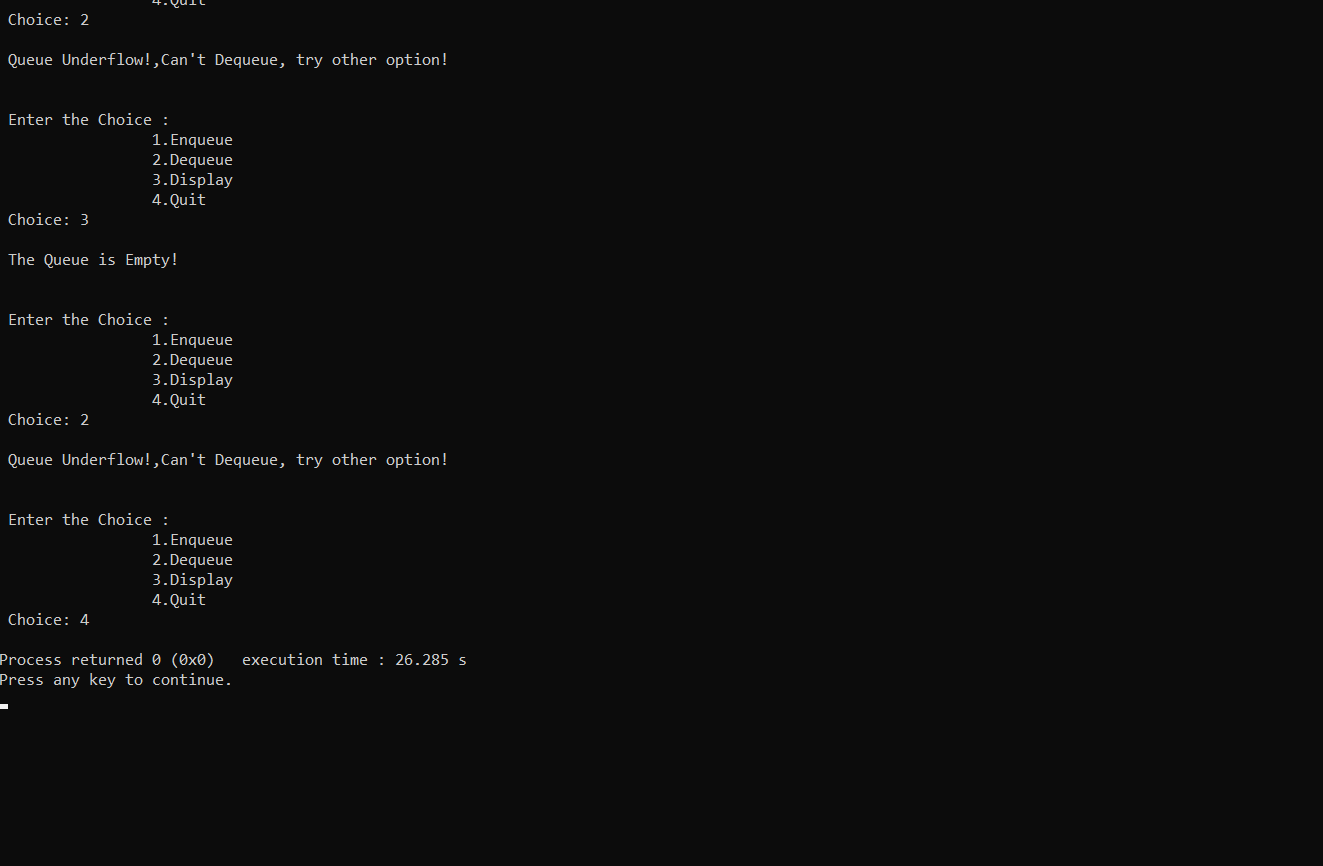 4.Quit
Choice: 2
Queue Underflow!,Can't Dequeue, try other option!
Enter the Choice :
1.Enqueue
2.Dequeue
3.Display
4.Quit
Choice: 3
The Queue is Empty!
Enter the Choice :
1.Enqueue
2.Dequeue
3.Display
4.Quit
Choice: 2
Queue Underflow!,Can't Dequeue, try other option!
Enter the Choice :
1.Enqueue
2.Dequeue
3.Display
4.Quit
Choice: 4
Process returned 0 (0x0)   execution time : 26.285 s
Press any key to continue.